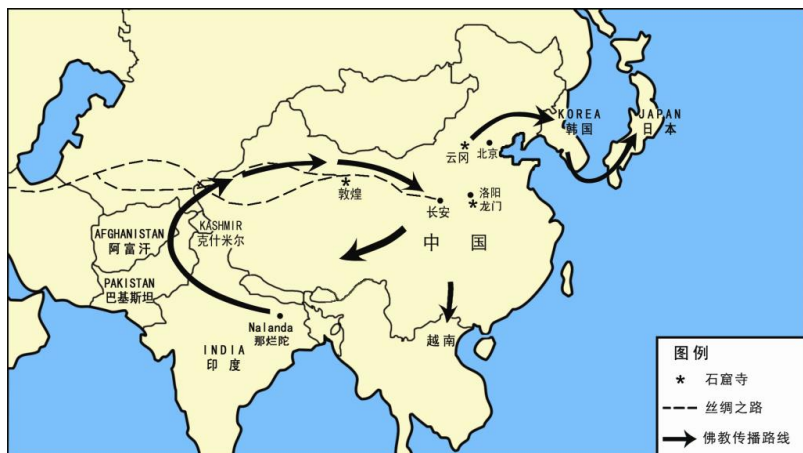 KOREA
韩国
JAPAN
日本
云冈
北京
敦煌
洛阳
龙门
长安
KASHMIR
克什米尔
AFGHANISTAN
阿富汗
中国
PAKISTAN
巴基斯坦
Nalanda
那烂陀
INDIA
印度
越南
图例
* 石窟寺
丝绸之路
佛教传播路线